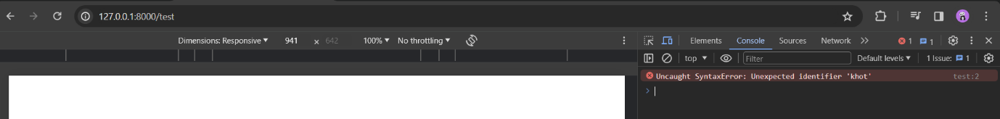 127.0.0.1:8000/test
Dimensions: Responsive 941 × 642 100% No throttling
Elements Console Sources Network 1 1
top Filter Default levels 1 Issue: 1
Uncaught SyntaxError: Unexpected identifier 'khot' test:2